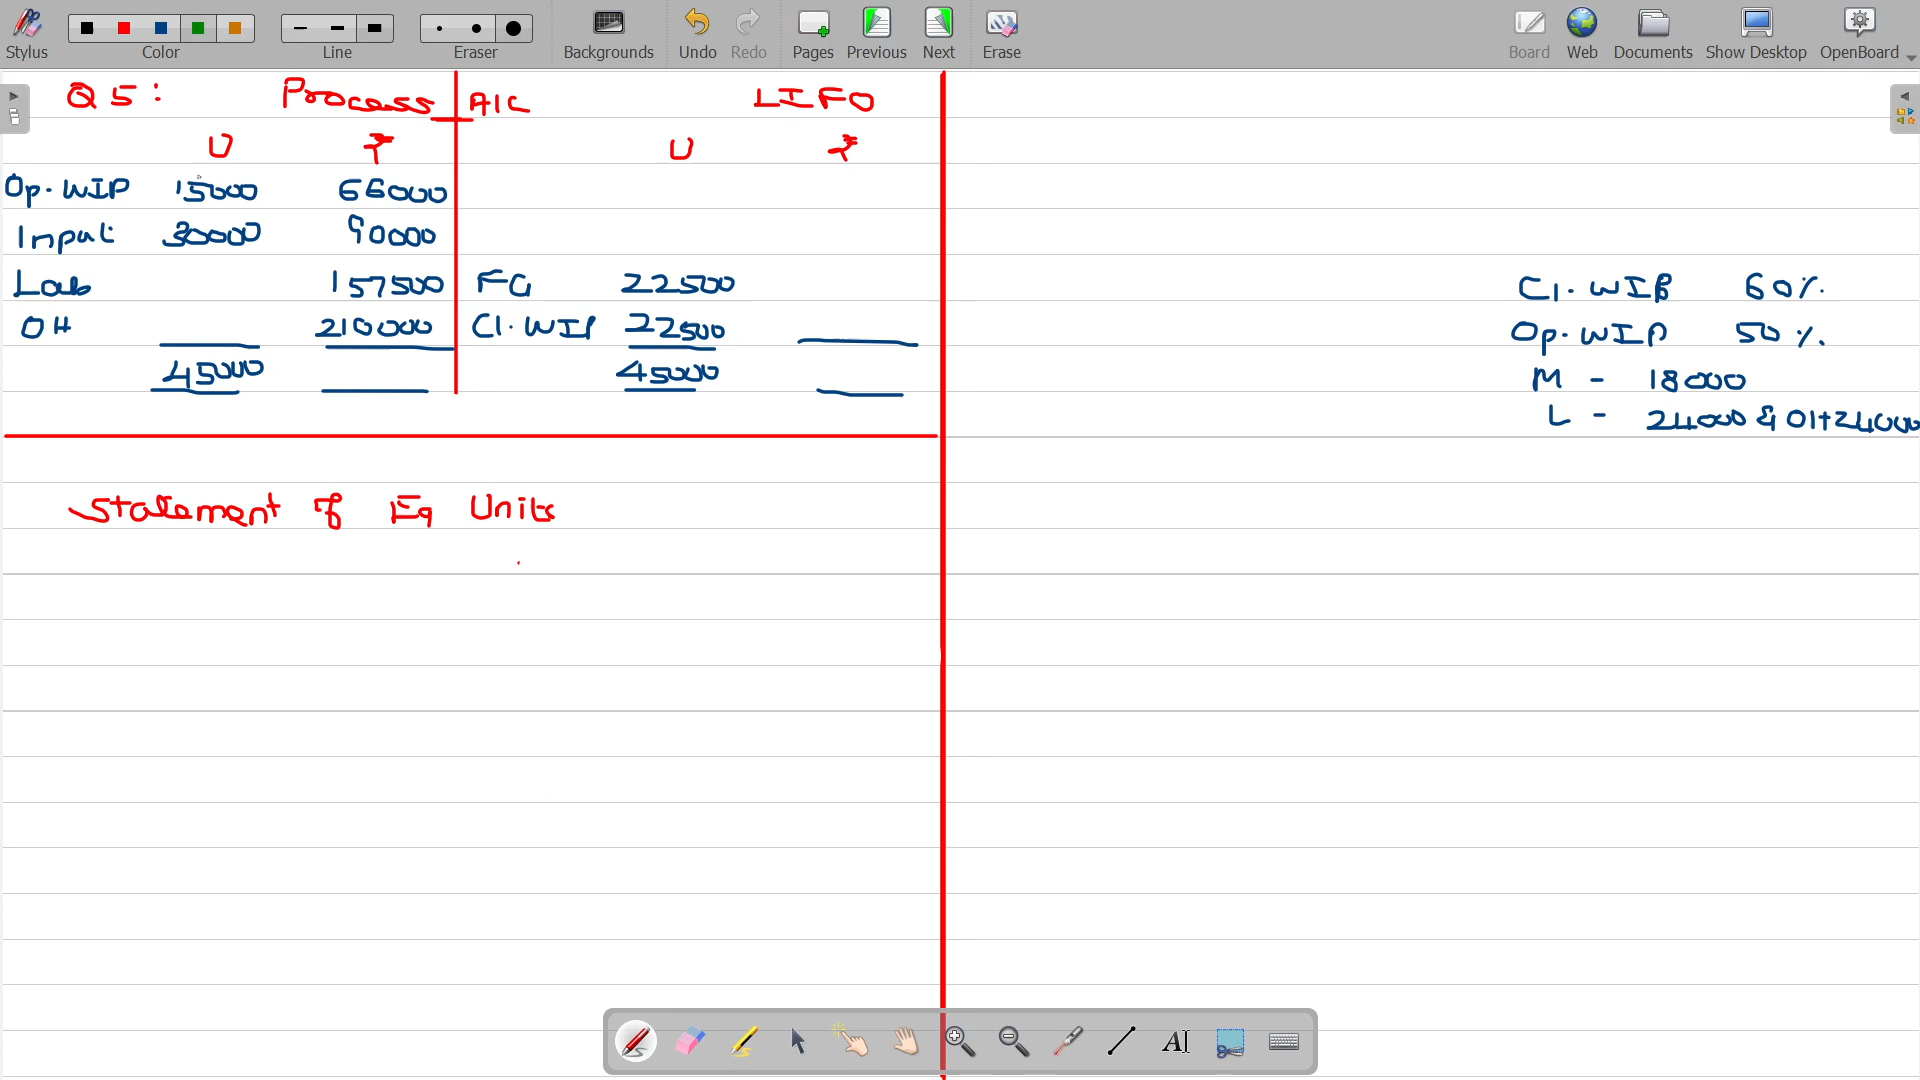 Stylus Color Line Eraser Backgrounds Undo Redo Pages Previous Next Erase Board Web Documents Show Desktop OpenBoard
Q5: Process A/C LIFO
U ₹ U ₹
Op. WIP 15000 66000
Input 30000 90000
Lab 157500 FG 22500
OH 210000 Cl. WIP 22500
45000 45000
Cl. WIP 60%.
Op. WIP 50%.
M - 18000
L - 24000 & OH 24000
Statement of Eq Units